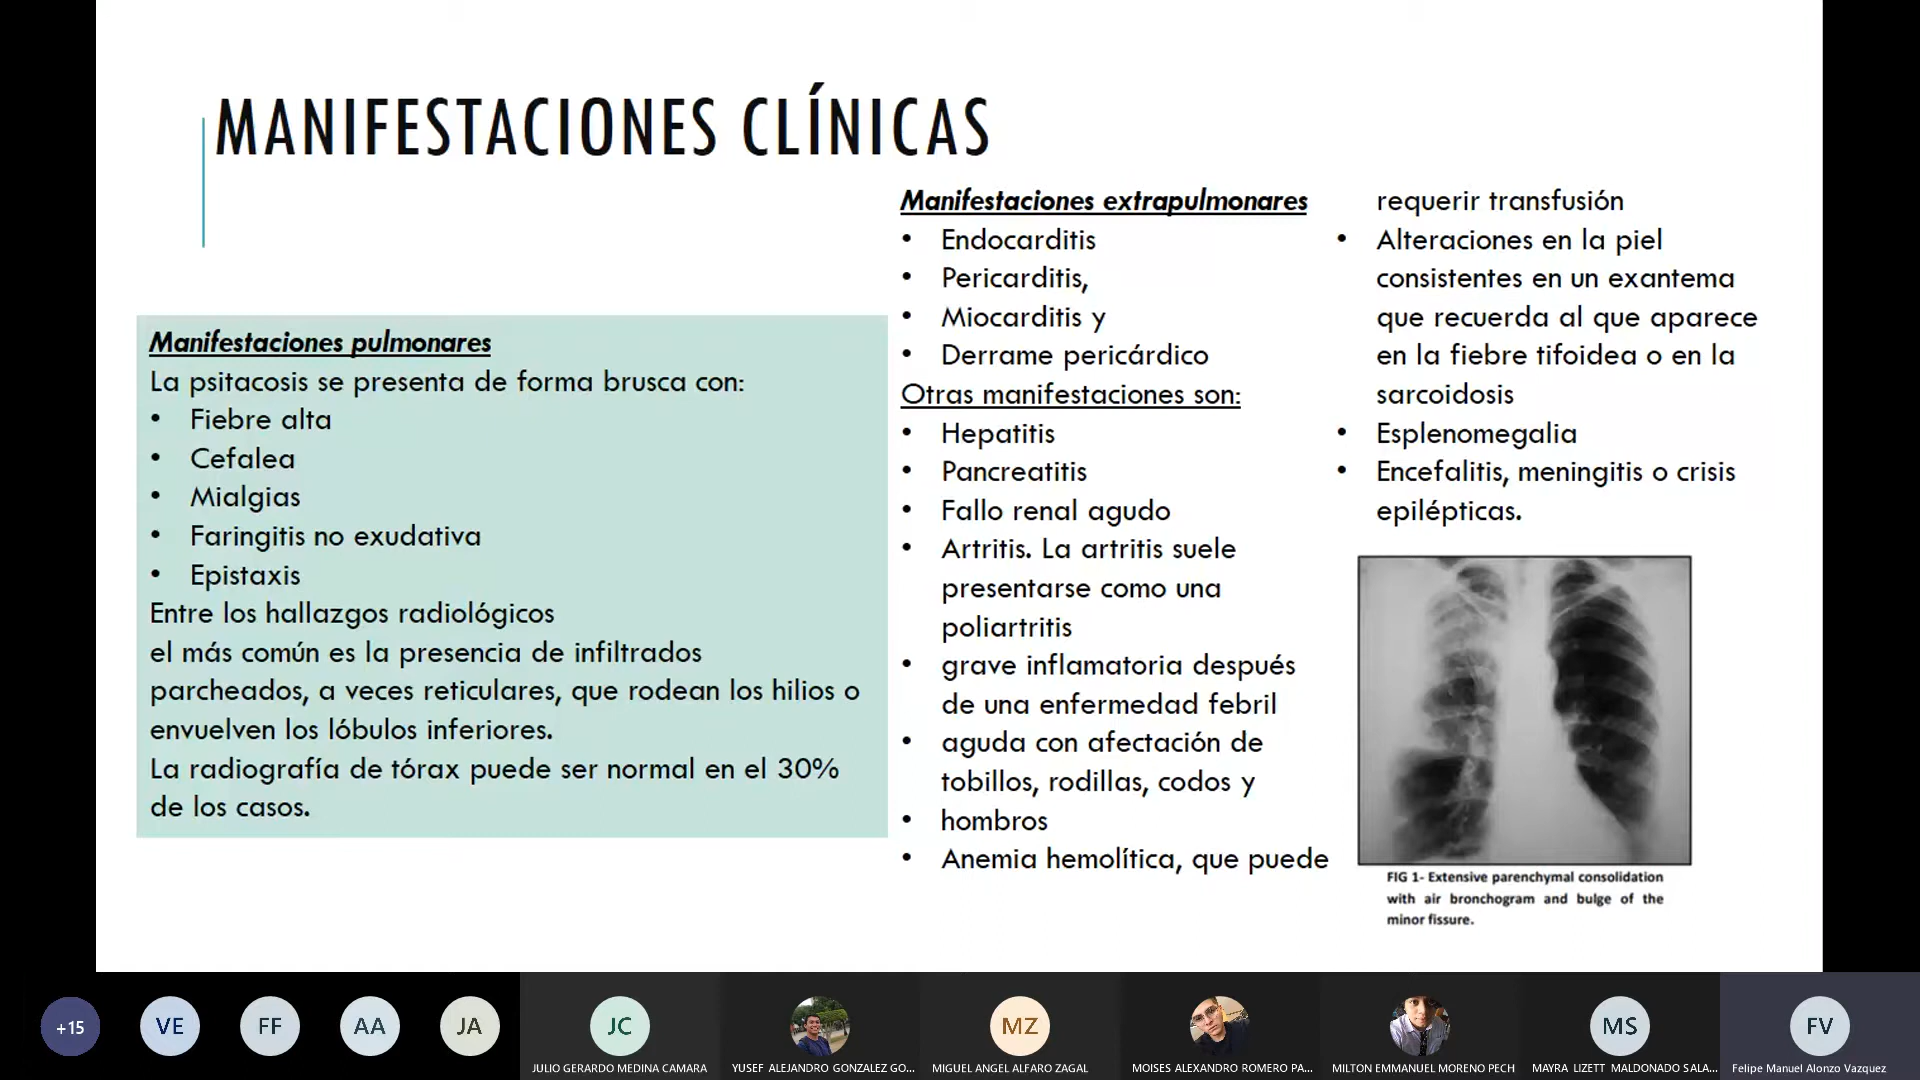 MANIFESTACIONES CLÍNICAS
Manifestaciones pulmonares
La psitacosis se presenta de forma brusca con:
• Fiebre alta
• Cefalea
• Mialgias
• Faringitis no exudativa
• Epistaxis
Entre los hallazgos radiológicos
el más común es la presencia de infiltrados
parcheados, a veces reticulares, que rodean los hilios o
envuelven los lóbulos inferiores.
La radiografía de tórax puede ser normal en el 30%
de los casos.
Manifestaciones extrapulmonares
• Endocarditis
• Pericarditis,
• Miocarditis y
• Derrame pericárdico
Otras manifestaciones son:
• Hepatitis
• Pancreatitis
• Fallo renal agudo
• Artritis. La artritis suele
presentarse como una
poliartritis
• grave inflamatoria después
de una enfermedad febril
• aguda con afectación de
tobillos, rodillas, codos y
• hombros
• Anemia hemolítica, que puede
requerir transfusión
• Alteraciones en la piel
consistentes en un exantema
que recuerda al que aparece
en la fiebre tifoidea o en la
sarcoidosis
• Esplenomegalia
• Encefalitis, meningitis o crisis
epilépticas.
FIG 1- Extensive parenchymal consolidation
with air bronchogram and bulge of the
minor fissure.
+15
VE
FF
AA
JA
JC
JULIO GERARDO MEDINA CAMARA
YUSEF ALEJANDRO GONZALEZ GO...
MZ
MIGUEL ANGEL ALFARO ZAGAL
MOISES ALEXANDRO ROMERO PA...
MILTON EMMANUEL MORENO PECH
MS
MAYRA LIZETT MALDONADO SALA...
FV
Felipe Manuel Alonzo Vazquez